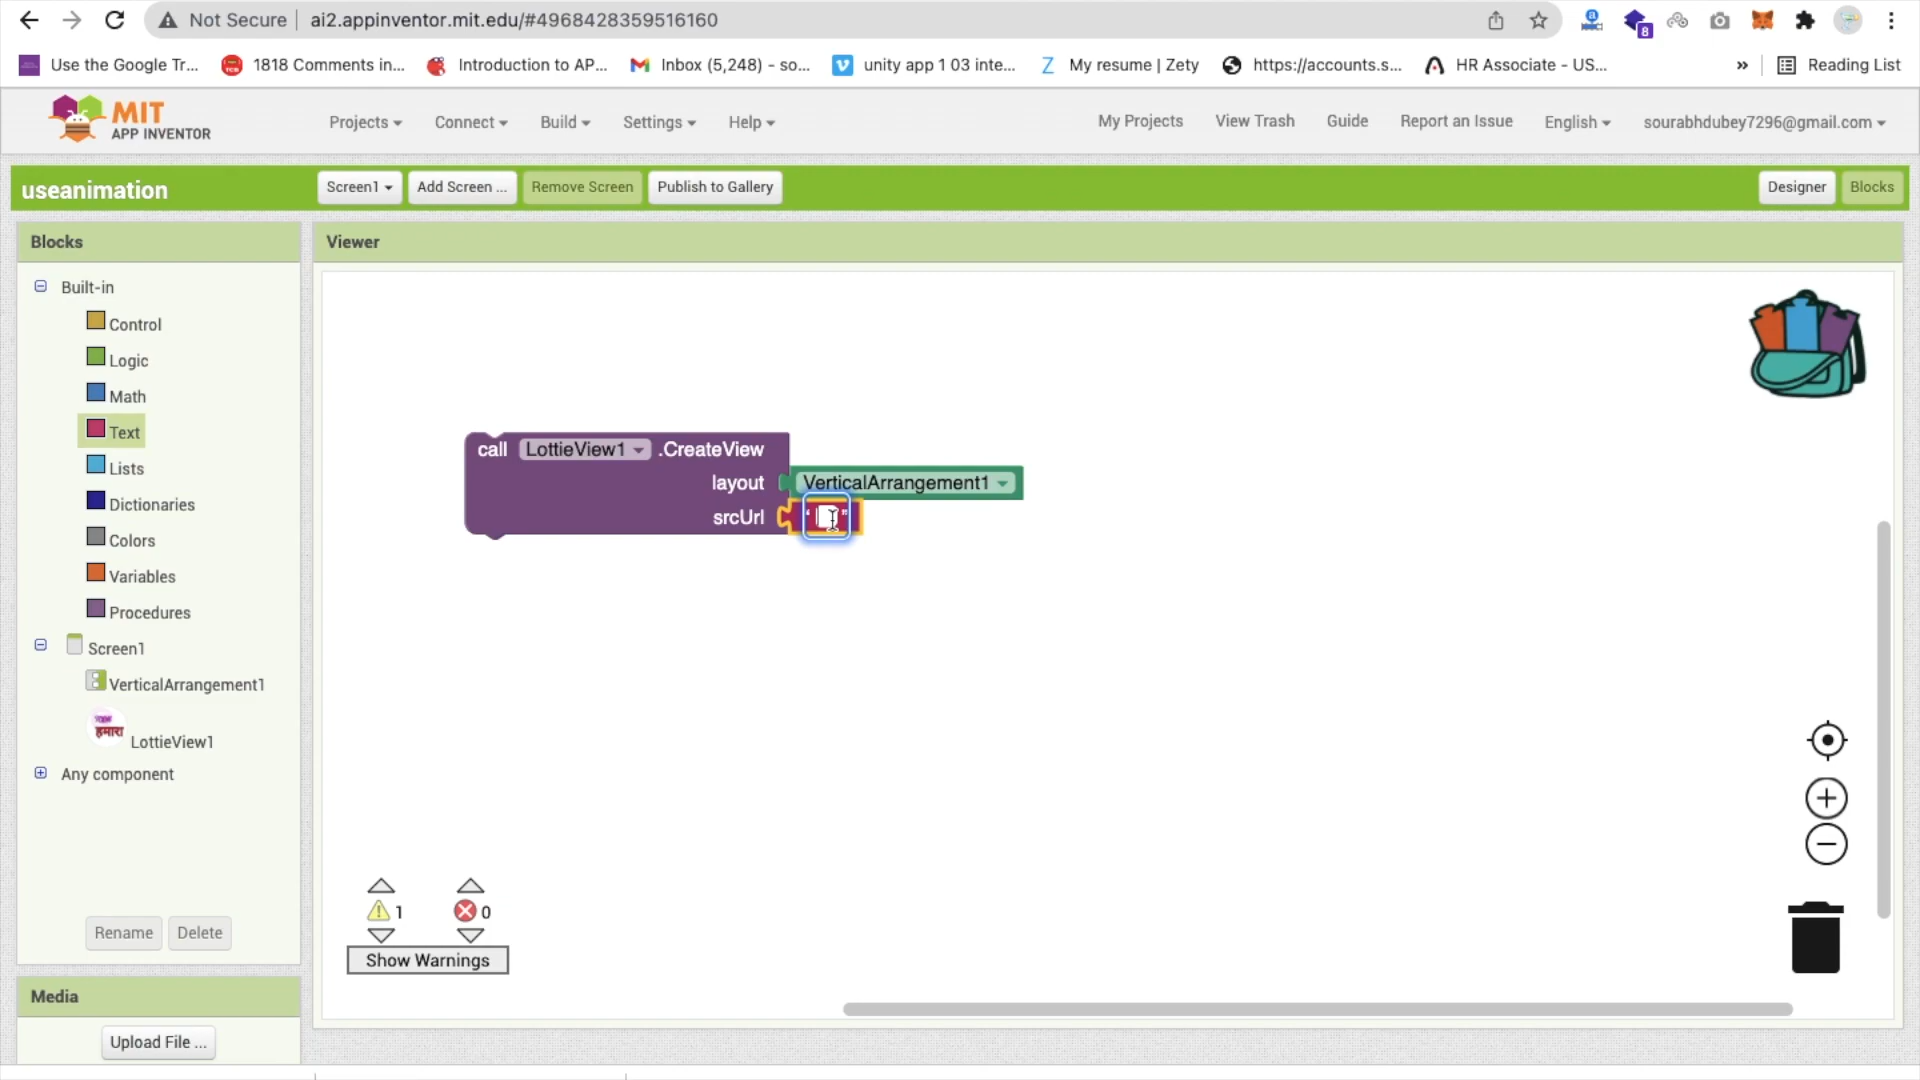 Not Secure ai2.appinventor.mit.edu/#4968428359516160
8
Use the Google Tr... 1818 Comments in... Introduction to AP... Inbox (5,248) - so... unity app 1 03 inte... Z My resume | Zety https://accounts.s... HR Associate - US... » Reading List
MIT
APP INVENTOR
Projects Connect Build Settings Help My Projects View Trash Guide Report an Issue English sourabhdubey7296@gmail.com
useanimation Screen1 Add Screen ... Remove Screen Publish to Gallery Designer Blocks
Blocks Viewer
Built-in
Control
Logic
Math
Text
Lists
Dictionaries
Colors
Variables
Procedures
Screen1
VerticalArrangement1
हमारा
LottieView1
Any component
Rename Delete
Media
Upload File ...
call LottieView1 .CreateView
layout VerticalArrangement1
srcUrl “ ”
1 0
Show Warnings